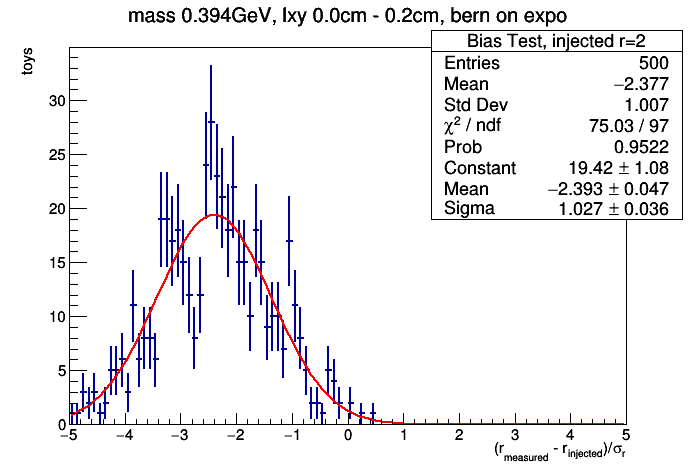 mass 0.394GeV, lxy 0.0cm - 0.2cm, bern on expo
toys
Bias Test, injected r=2
Entries 500
Mean −2.377
Std Dev 1.007
χ² / ndf 75.03 / 97
Prob 0.9522
Constant 19.42 ± 1.08
Mean −2.393 ± 0.047
Sigma 1.027 ± 0.036
30
25
20
15
10
5
0
−5 −4 −3 −2 −1 0 1 2 3 4 5
(r_measured - r_injected)/σ_r